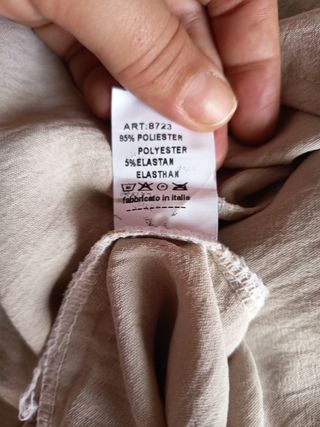 ART:8723
95% POLIESTER
POLYESTER
5%ELASTAN
ELASTHAN
fabbricato in italia